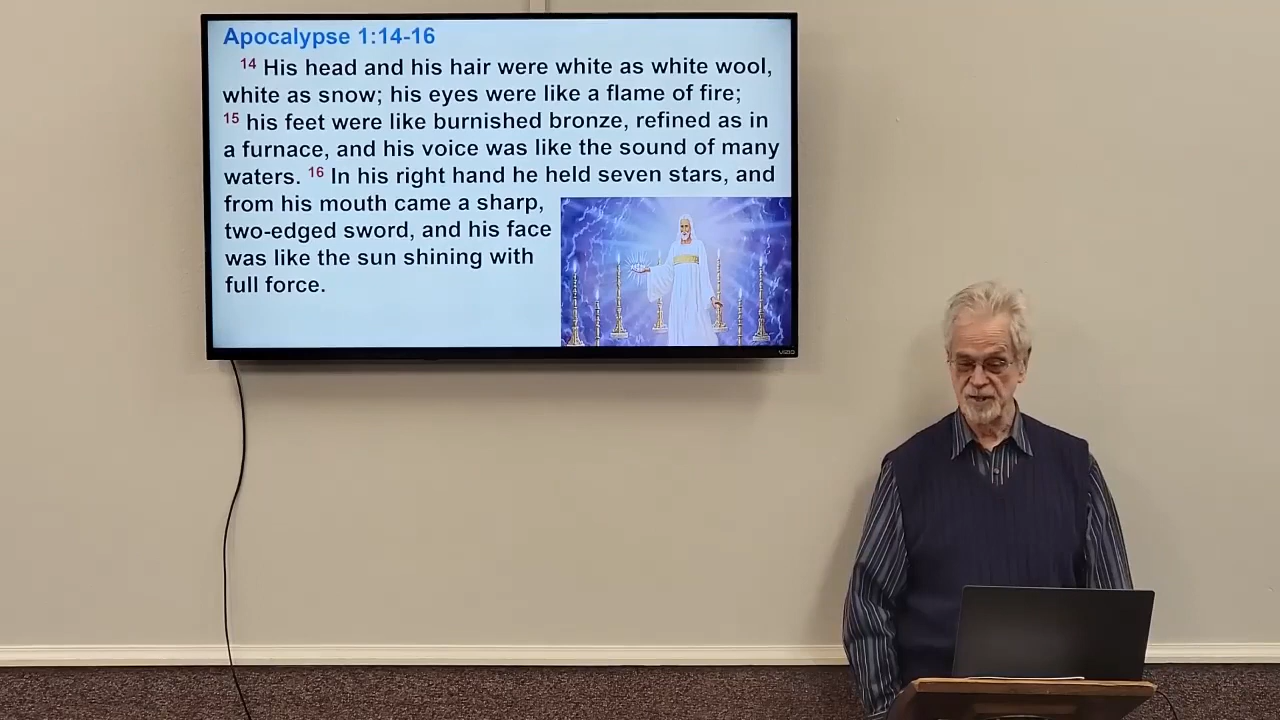 Apocalypse 1:14-16
14 His head and his hair were white as white wool,
white as snow; his eyes were like a flame of fire;
15 his feet were like burnished bronze, refined as in
a furnace, and his voice was like the sound of many
waters. 16 In his right hand he held seven stars, and
from his mouth came a sharp,
two-edged sword, and his face
was like the sun shining with
full force.
VIZIO